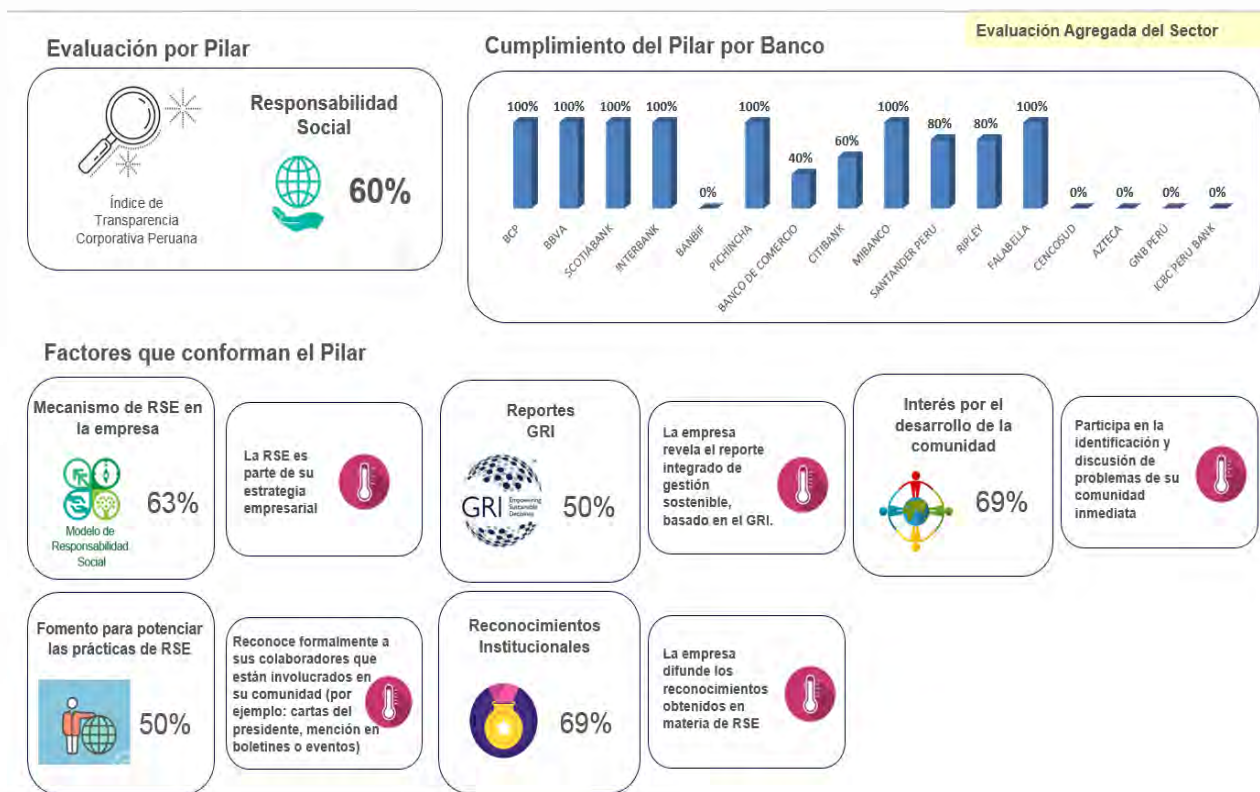 Evaluación Agregada del Sector
Evaluación por Pilar
Índice de
Transparencia
Corporativa Peruana
Responsabilidad
Social
60%
Cumplimiento del Pilar por Banco
100%
100%
100%
100%
0%
100%
40%
60%
100%
80%
80%
100%
0%
0%
0%
0%
BCP
BBVA
SCOTIABANK
INTERBANK
BANBIF
PICHINCHA
BANCO DE COMERCIO
CITIBANK
MIBANCO
SANTANDER PERU
RIPLEY
FALABELLA
CENCOSUD
AZTECA
GNB PERÚ
ICBC PERU BANK
Factores que conforman el Pilar
Mecanismo de RSE en
la empresa
63%
Modelo de
Responsabilidad
Social
La RSE es
parte de su
estrategia
empresarial
Reportes
GRI
GRI
Empowering
Sustainable
Decisions
50%
La empresa
revela el reporte
integrado de
gestión
sostenible,
basado en el GRI.
Interés por el
desarrollo de la
comunidad
69%
Participa en la
identificación y
discusión de
problemas de su
comunidad
inmediata
Fomento para potenciar
las prácticas de RSE
50%
Reconoce formalmente a
sus colaboradores que
están involucrados en
su comunidad (por
ejemplo: cartas del
presidente, mención en
boletines o eventos)
Reconocimientos
Institucionales
69%
La empresa
difunde los
reconocimientos
obtenidos en
materia de RSE